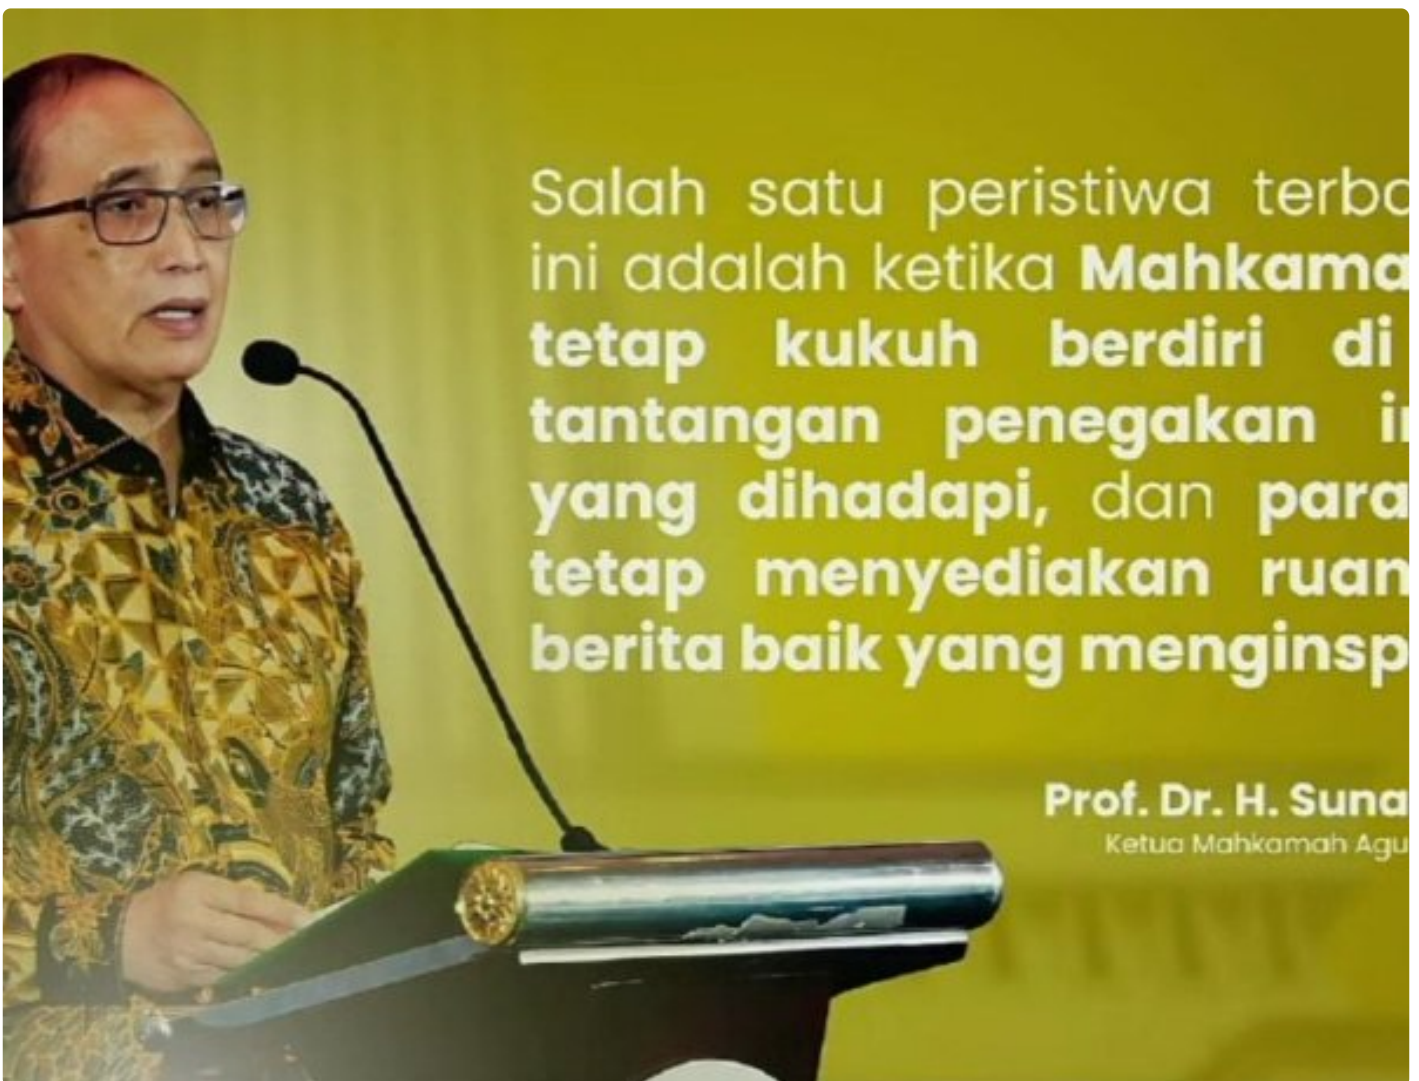 Salah satu peristiwa terba
ini adalah ketika Mahkama
tetap kukuh berdiri di
tantangan penegakan i
yang dihadapi, dan para
tetap menyediakan ruan
berita baik yang menginsp
Prof. Dr. H. Suna
Ketua Mahkamah Agu